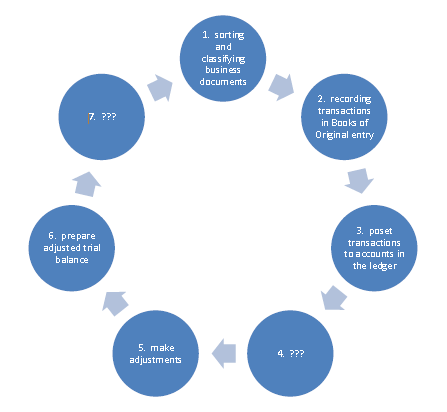 1. sorting
and
classifying
business
documents
2. recording
transactions
in Books of
Original entry
3. poset
transactions
to accounts in
the ledger
4. ???
5. make
adjustments
6. prepare
adjusted trial
balance
7. ???